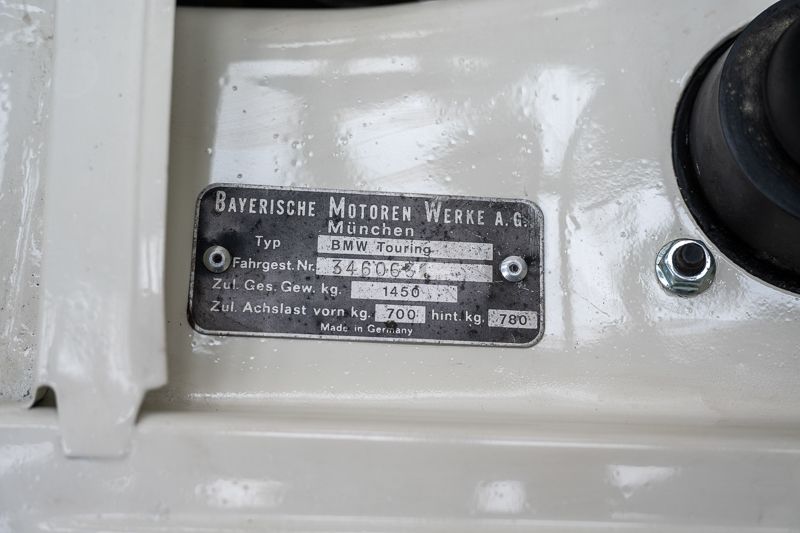 BAYERISCHE MOTOREN WERKE A.G.
München
Typ BMW Touring
Fahrgest. Nr.
Zul. Ges. Gew. kg. 1450
Zul. Achslast vorn kg. 700 hint. kg. 780
Made in Germany